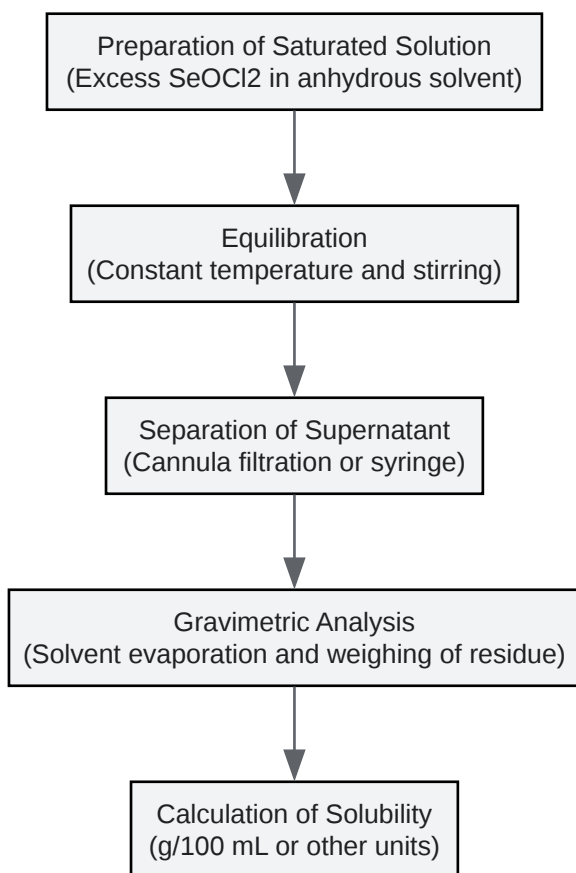 Preparation of Saturated Solution
(Excess SeOCl2 in anhydrous solvent)
Equilibration
(Constant temperature and stirring)
Separation of Supernatant
(Cannula filtration or syringe)
Gravimetric Analysis
(Solvent evaporation and weighing of residue)
Calculation of Solubility
(g/100 mL or other units)